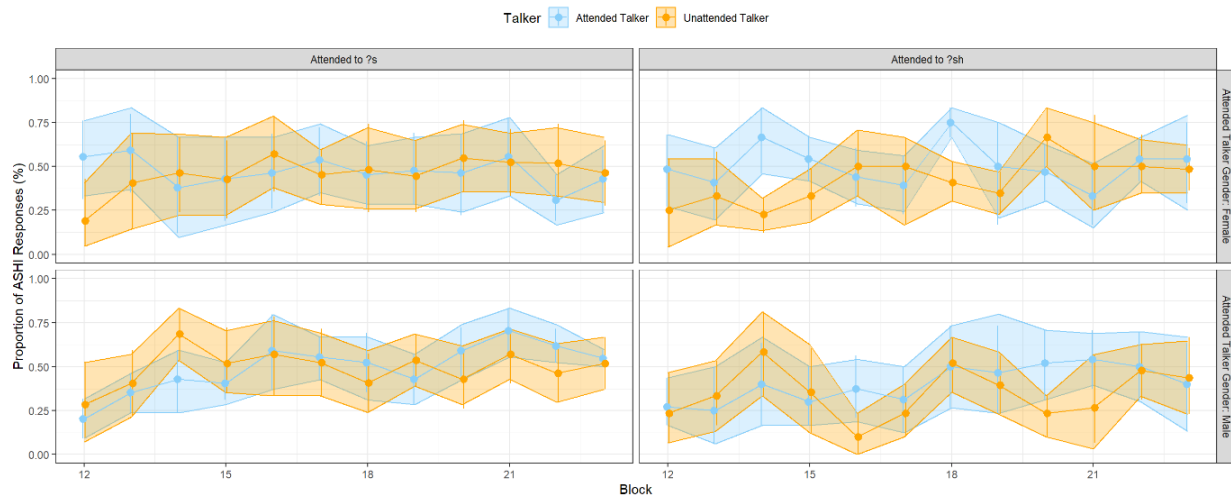 Talker Attended Talker Unattended Talker
Attended to ?s
Attended to ?sh
Proportion of ASHI Responses (%)
1.00
0.75
0.50
0.25
0.00
Attended Talker Gender: Female
1.00
0.75
0.50
0.25
0.00
Attended Talker Gender: Male
12 15 18 21
12 15 18 21
Block